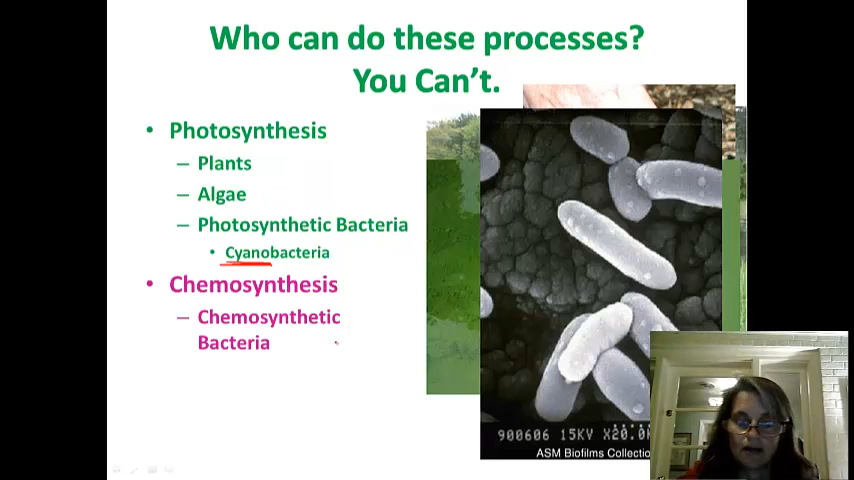 Who can do these processes?
You Can't.
• Photosynthesis
– Plants
– Algae
– Photosynthetic Bacteria
• Cyanobacteria
• Chemosynthesis
– Chemosynthetic
Bacteria
900606 15KV X20.0
ASM Biofilms Collectio